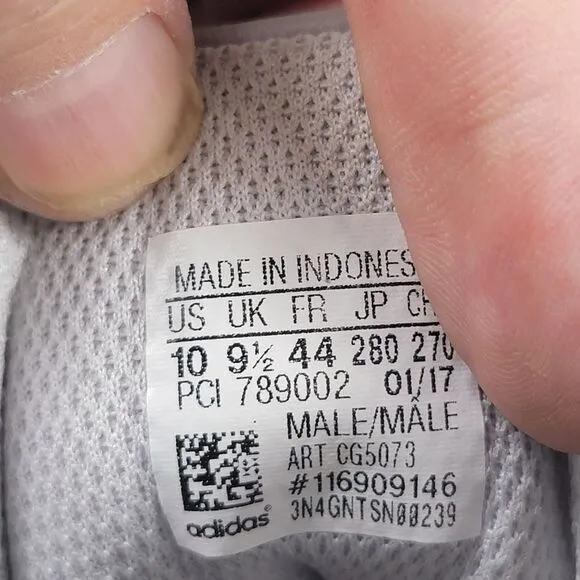 MADE IN INDONES
US UK FR JP CH
10 9½ 44 280 270
PCI 789002 01/17
MALE/MÂLE
ART CG5073
#116909146
3N4GNTSN00239
adidas®